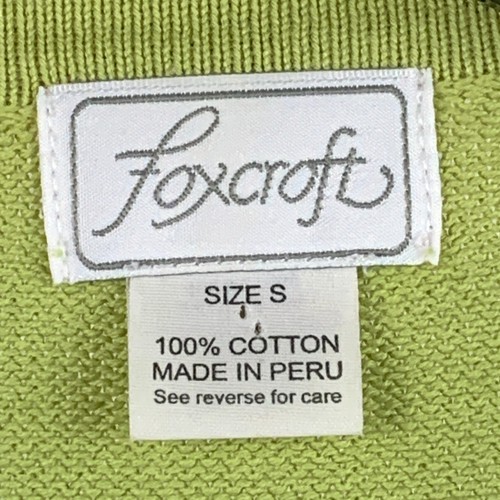 Foxcroft
SIZE S
100% COTTON
MADE IN PERU
See reverse for care